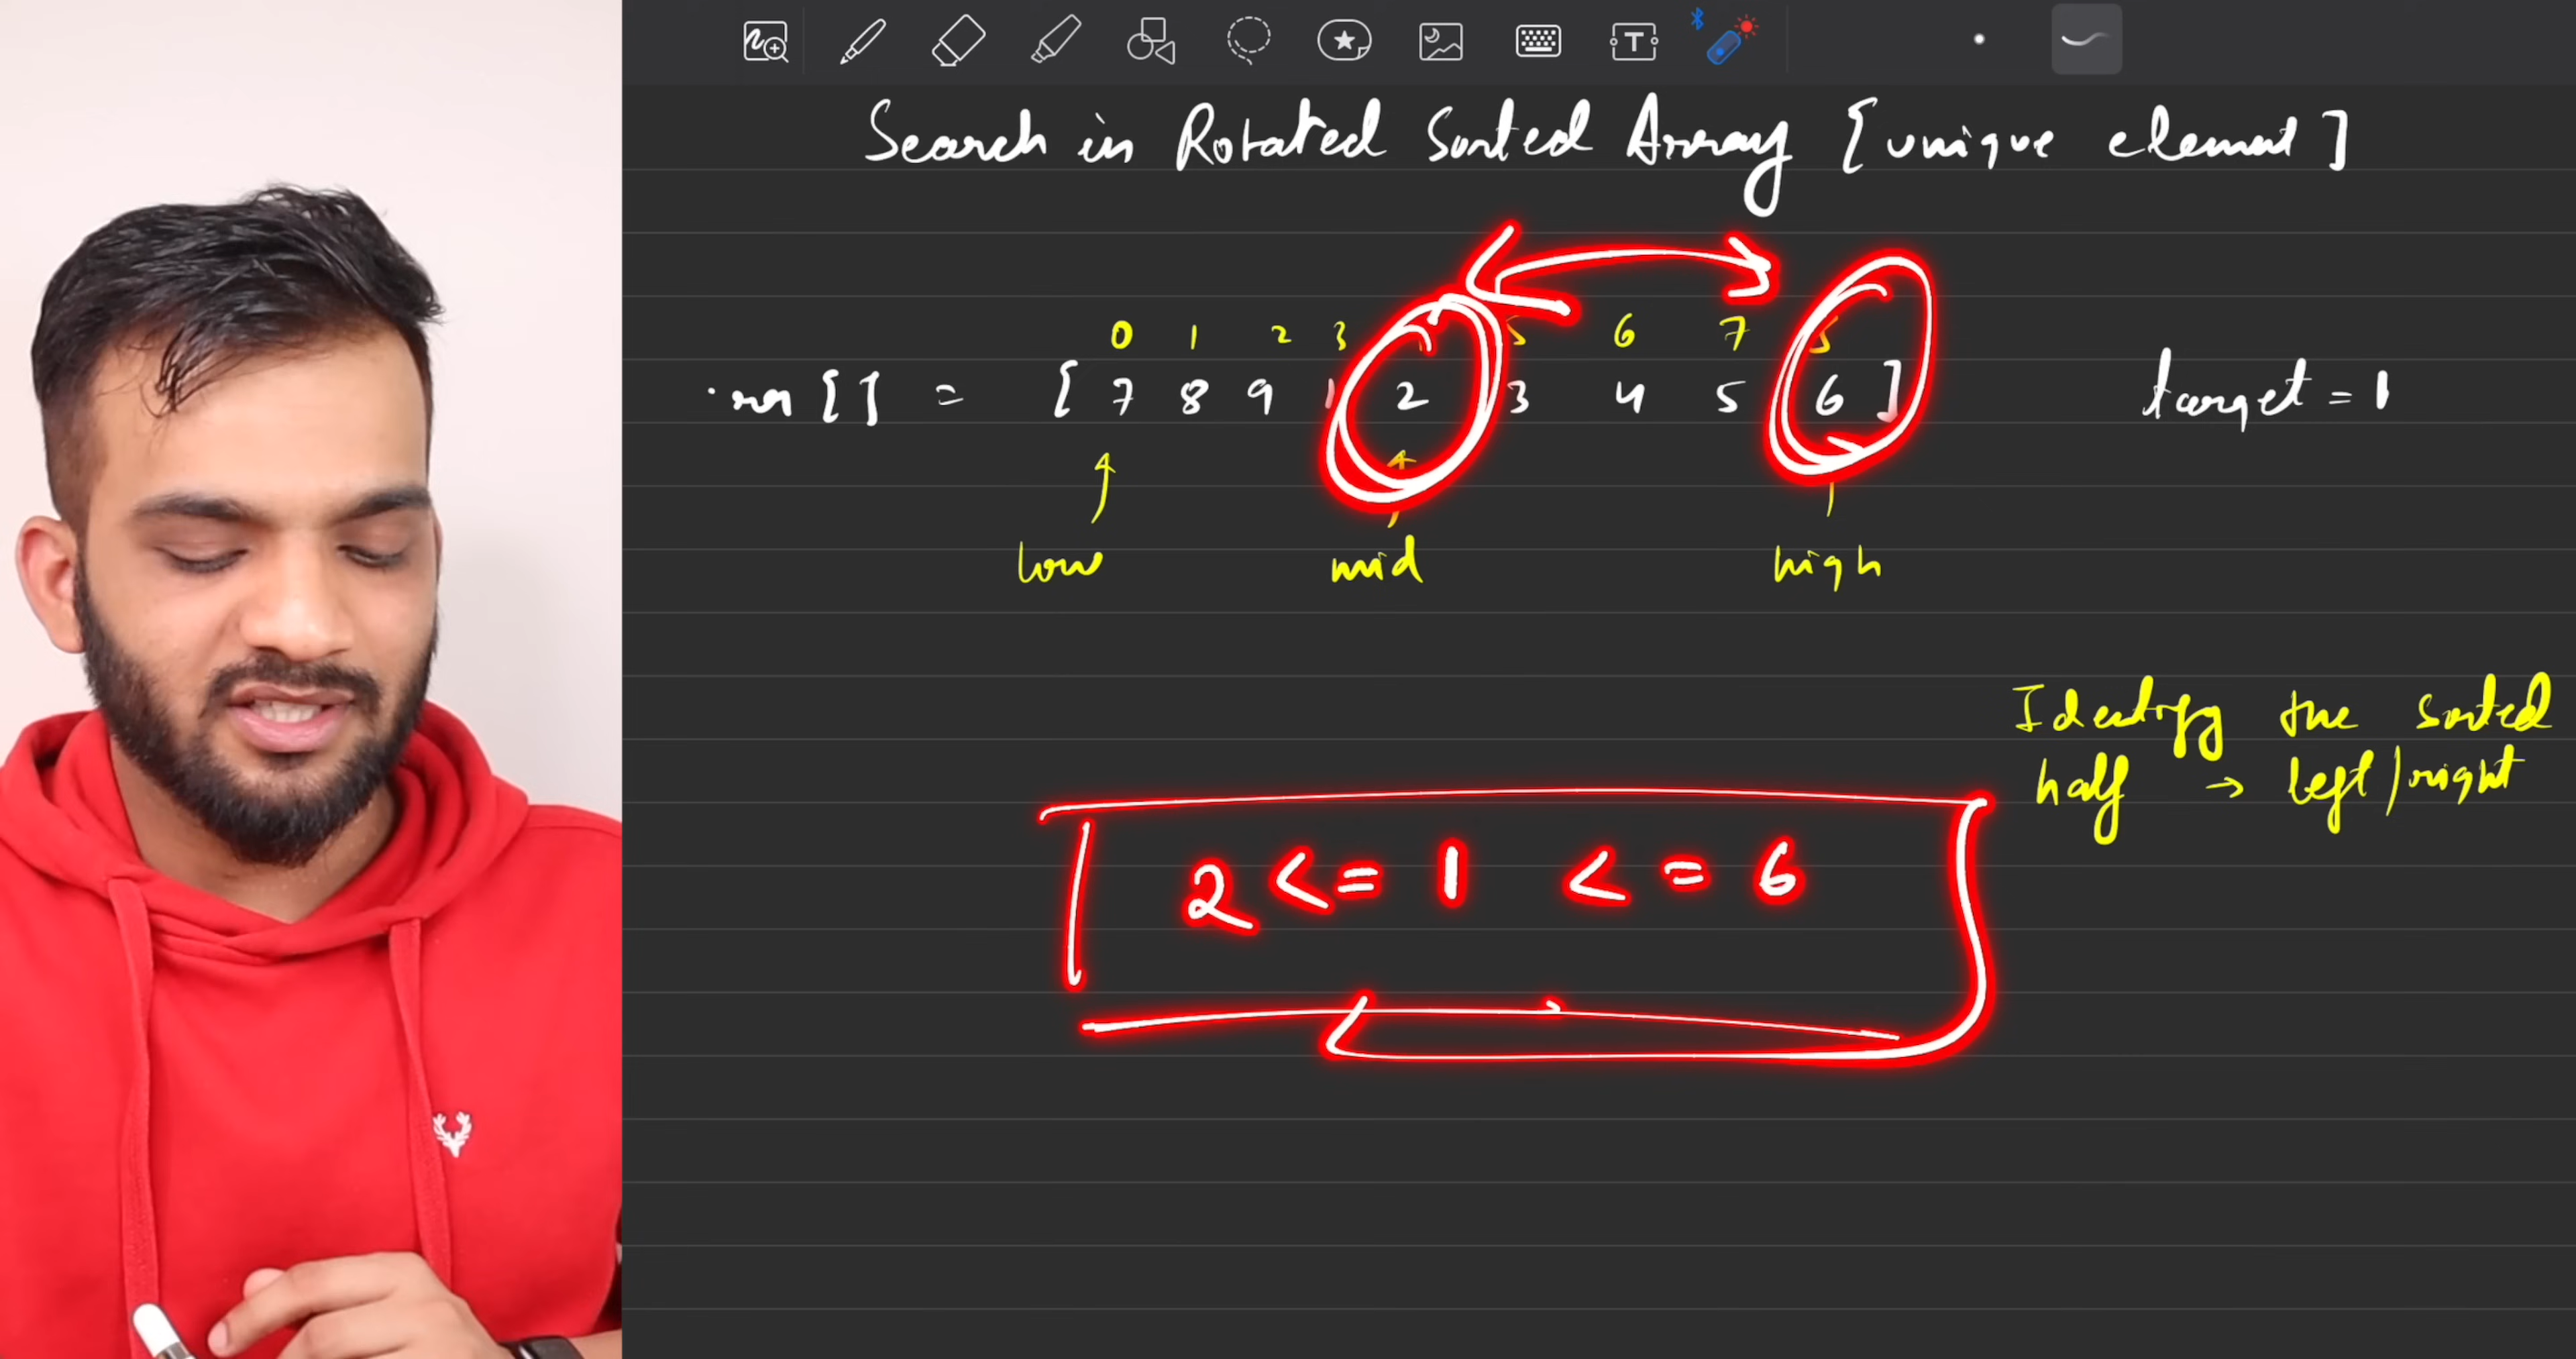 Search in Rotated Sorted Array [unique element]
0 1 2 3 5 6 7
arr[] = [ 7 8 9 1 2 3 4 5 6 ] target = 1
low mid high
Identify the sorted
half → left/right
2 <= 1 <= 6